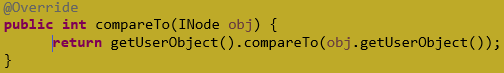 @Override
public int compareTo(INode obj) {
    return getUserObject().compareTo(obj.getUserObject());
}